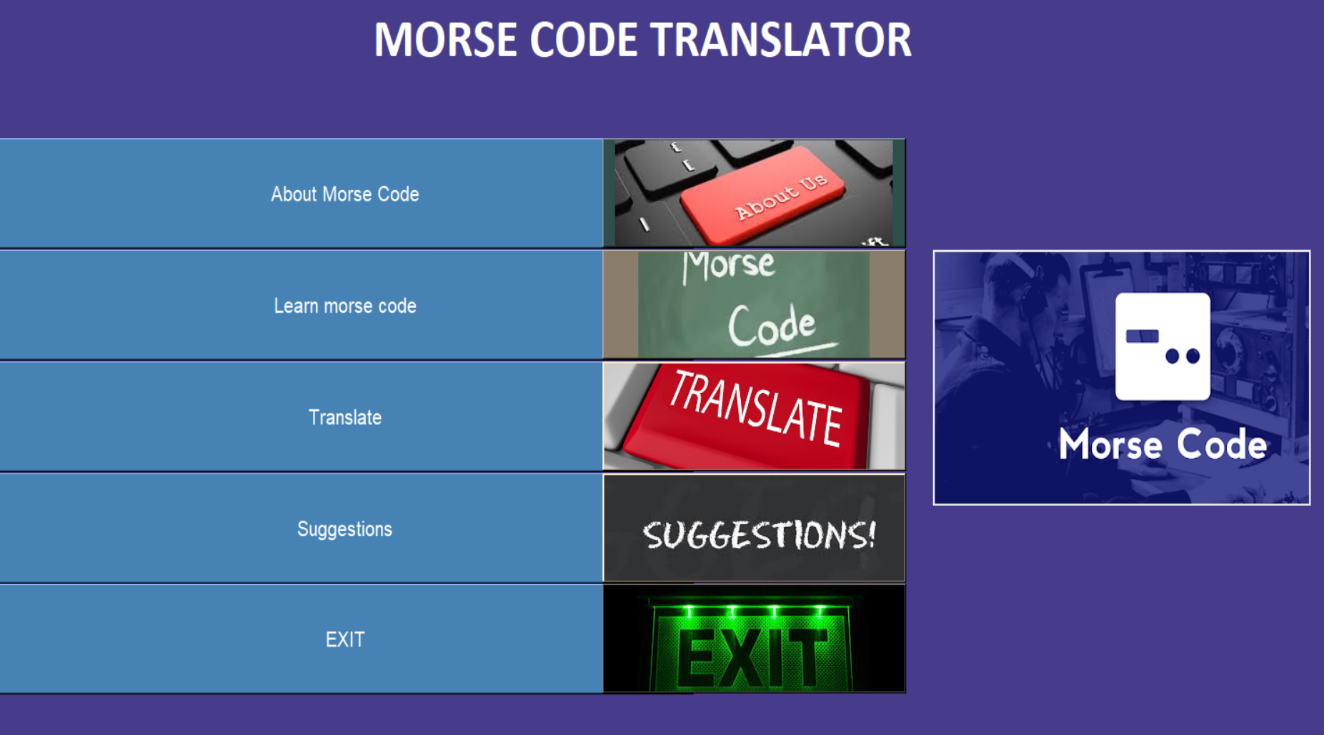 MORSE CODE TRANSLATOR
About Morse Code
About Us
Learn morse code
Morse
Code
Translate
TRANSLATE
Suggestions
SUGGESTIONS!
EXIT
EXIT
Morse Code